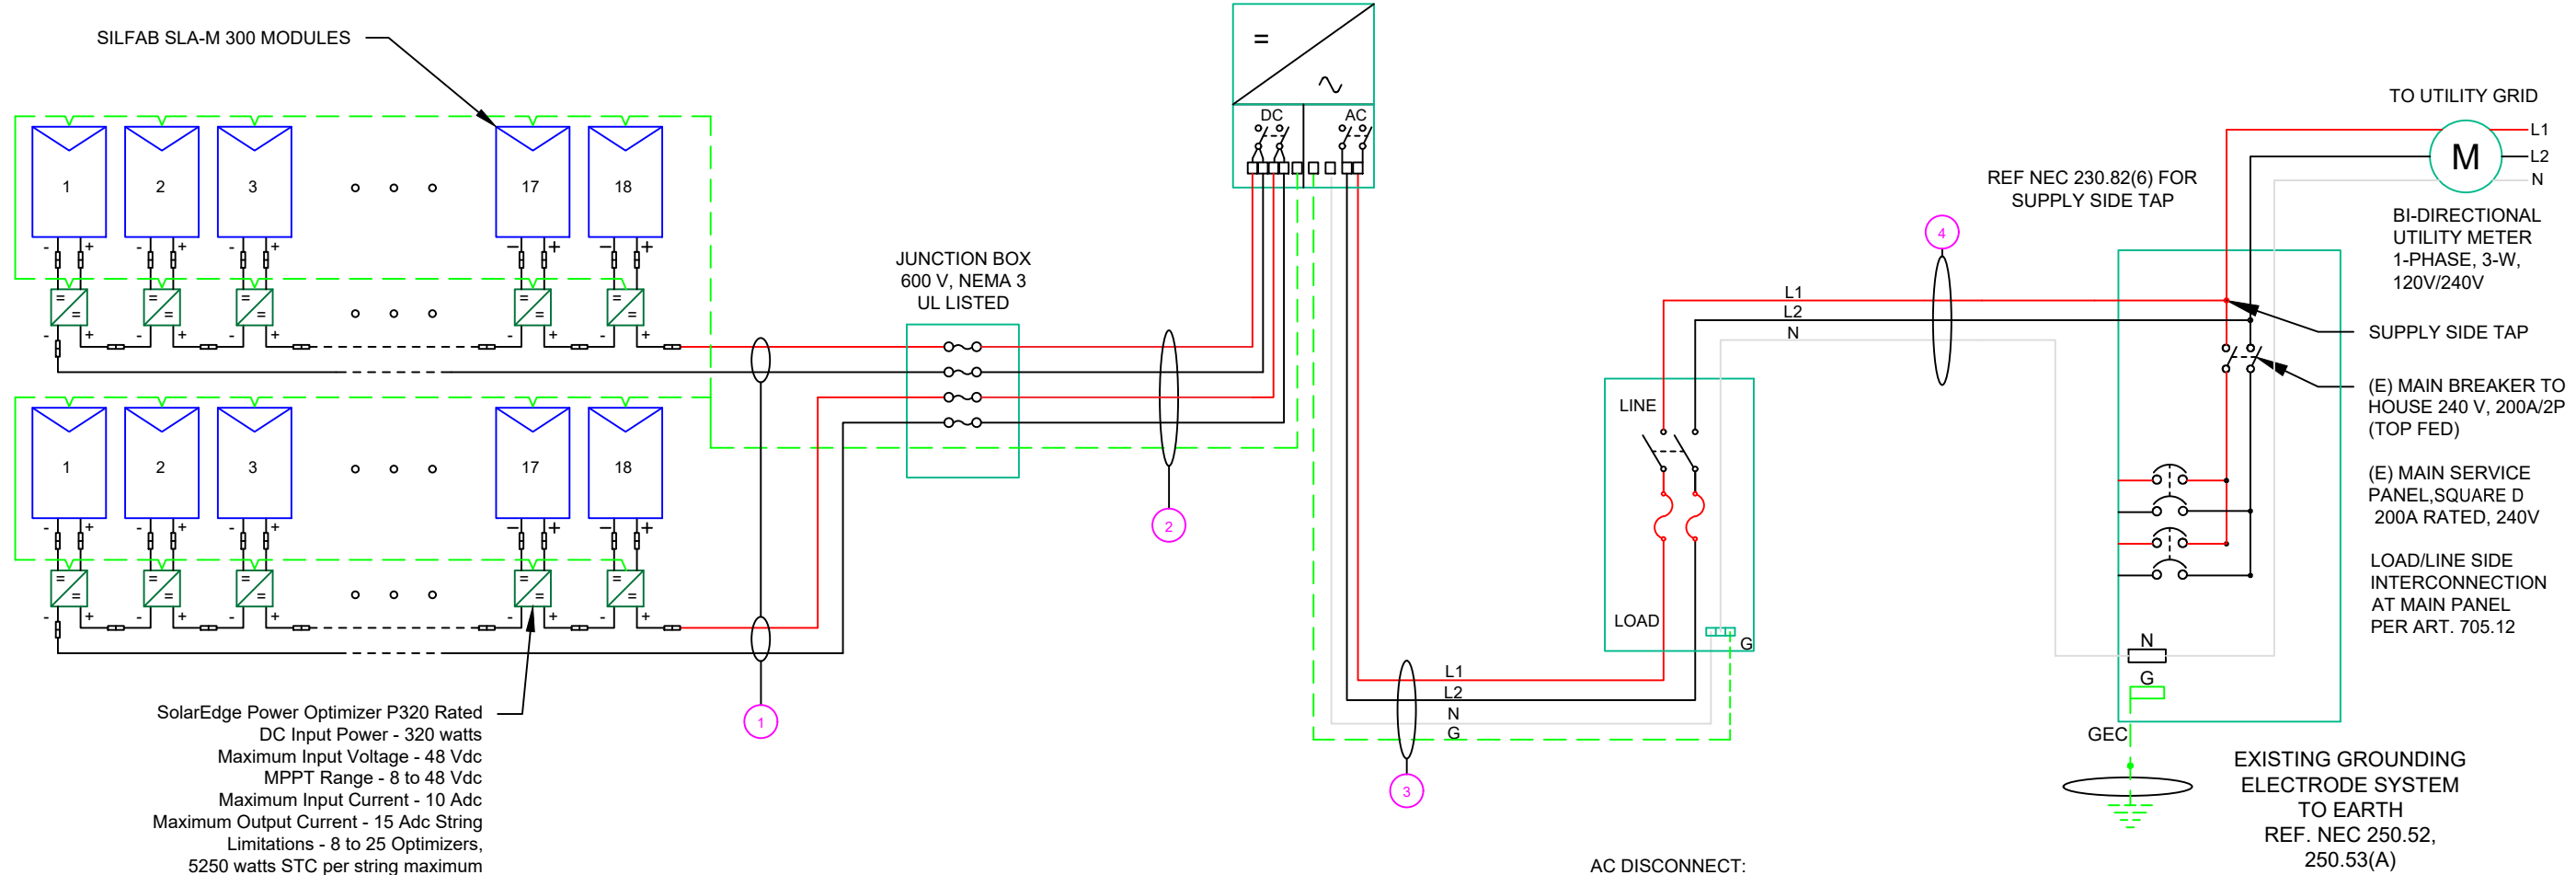 SILFAB SLA-M 300 MODULES
1
2
3
17
18
- + - + - + - + - +
= = = = =
= = = = =
- + - + - + - + - +
1
2
3
17
18
- + - + - + - + - +
= = = = =
= = = = =
- + - + - + - + - +
SolarEdge Power Optimizer P320 Rated
DC Input Power - 320 watts
Maximum Input Voltage - 48 Vdc
MPPT Range - 8 to 48 Vdc
Maximum Input Current - 10 Adc
Maximum Output Current - 15 Adc String
Limitations - 8 to 25 Optimizers,
5250 watts STC per string maximum
1
JUNCTION BOX
600 V, NEMA 3
UL LISTED
2
=
DC
AC
L1
L2
N
G
3
LINE
LOAD
G
AC DISCONNECT:
L1
L2
N
4
REF NEC 230.82(6) FOR
SUPPLY SIDE TAP
TO UTILITY GRID
M
L1
L2
N
BI-DIRECTIONAL
UTILITY METER
1-PHASE, 3-W,
120V/240V
SUPPLY SIDE TAP
(E) MAIN BREAKER TO
HOUSE 240 V, 200A/2P
(TOP FED)
(E) MAIN SERVICE
PANEL,SQUARE D
200A RATED, 240V
LOAD/LINE SIDE
INTERCONNECTION
AT MAIN PANEL
PER ART. 705.12
N
G
GEC
EXISTING GROUNDING
ELECTRODE SYSTEM
TO EARTH
REF. NEC 250.52,
250.53(A)